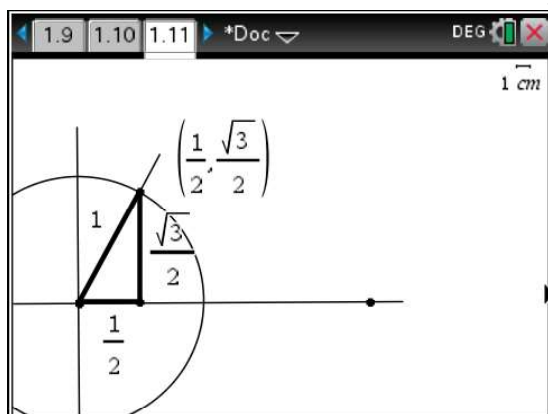 1.9 1.10 1.11 *Doc DEG
1 cm
(1/2, √3/2)
1
√3/2
1/2